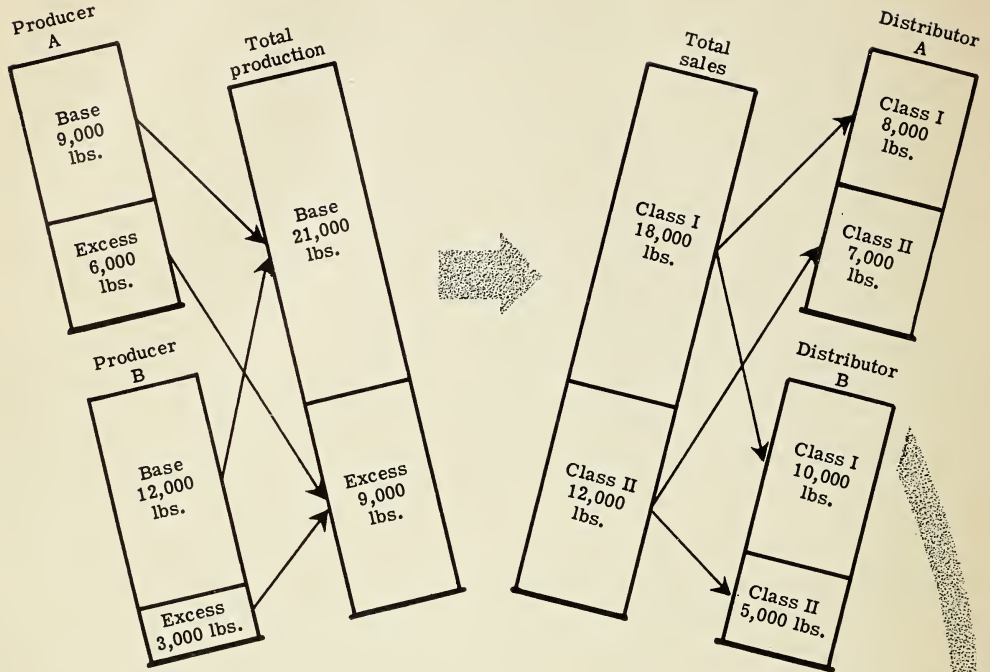 Producer
A
Base
9,000
lbs.
Excess
6,000
lbs.
Producer
B
Base
12,000
lbs.
Excess
3,000 lbs.
Total
production
Base
21,000
lbs.
Excess
9,000
lbs.
Total
sales
Class I
18,000
lbs.
Class II
12,000
lbs.
Distributor
A
Class I
8,000
lbs.
Class II
7,000
lbs.
Distributor
B
Class I
10,000
lbs.
Class II
5,000 lbs.